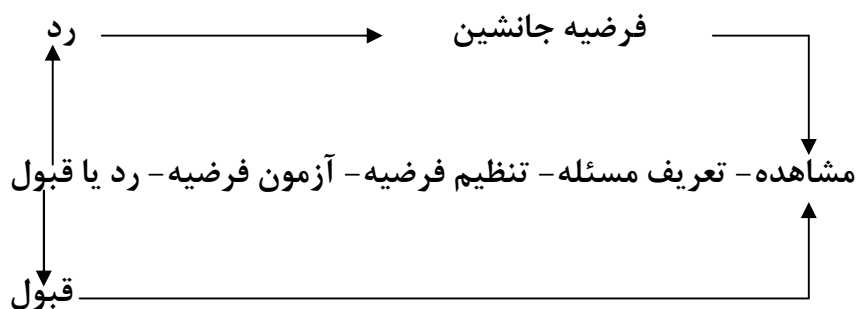 فرضیه جانشین
رد
مشاهده- تعریف مسئله- تنظیم فرضیه- آزمون فرضیه- رد یا قبول
قبول